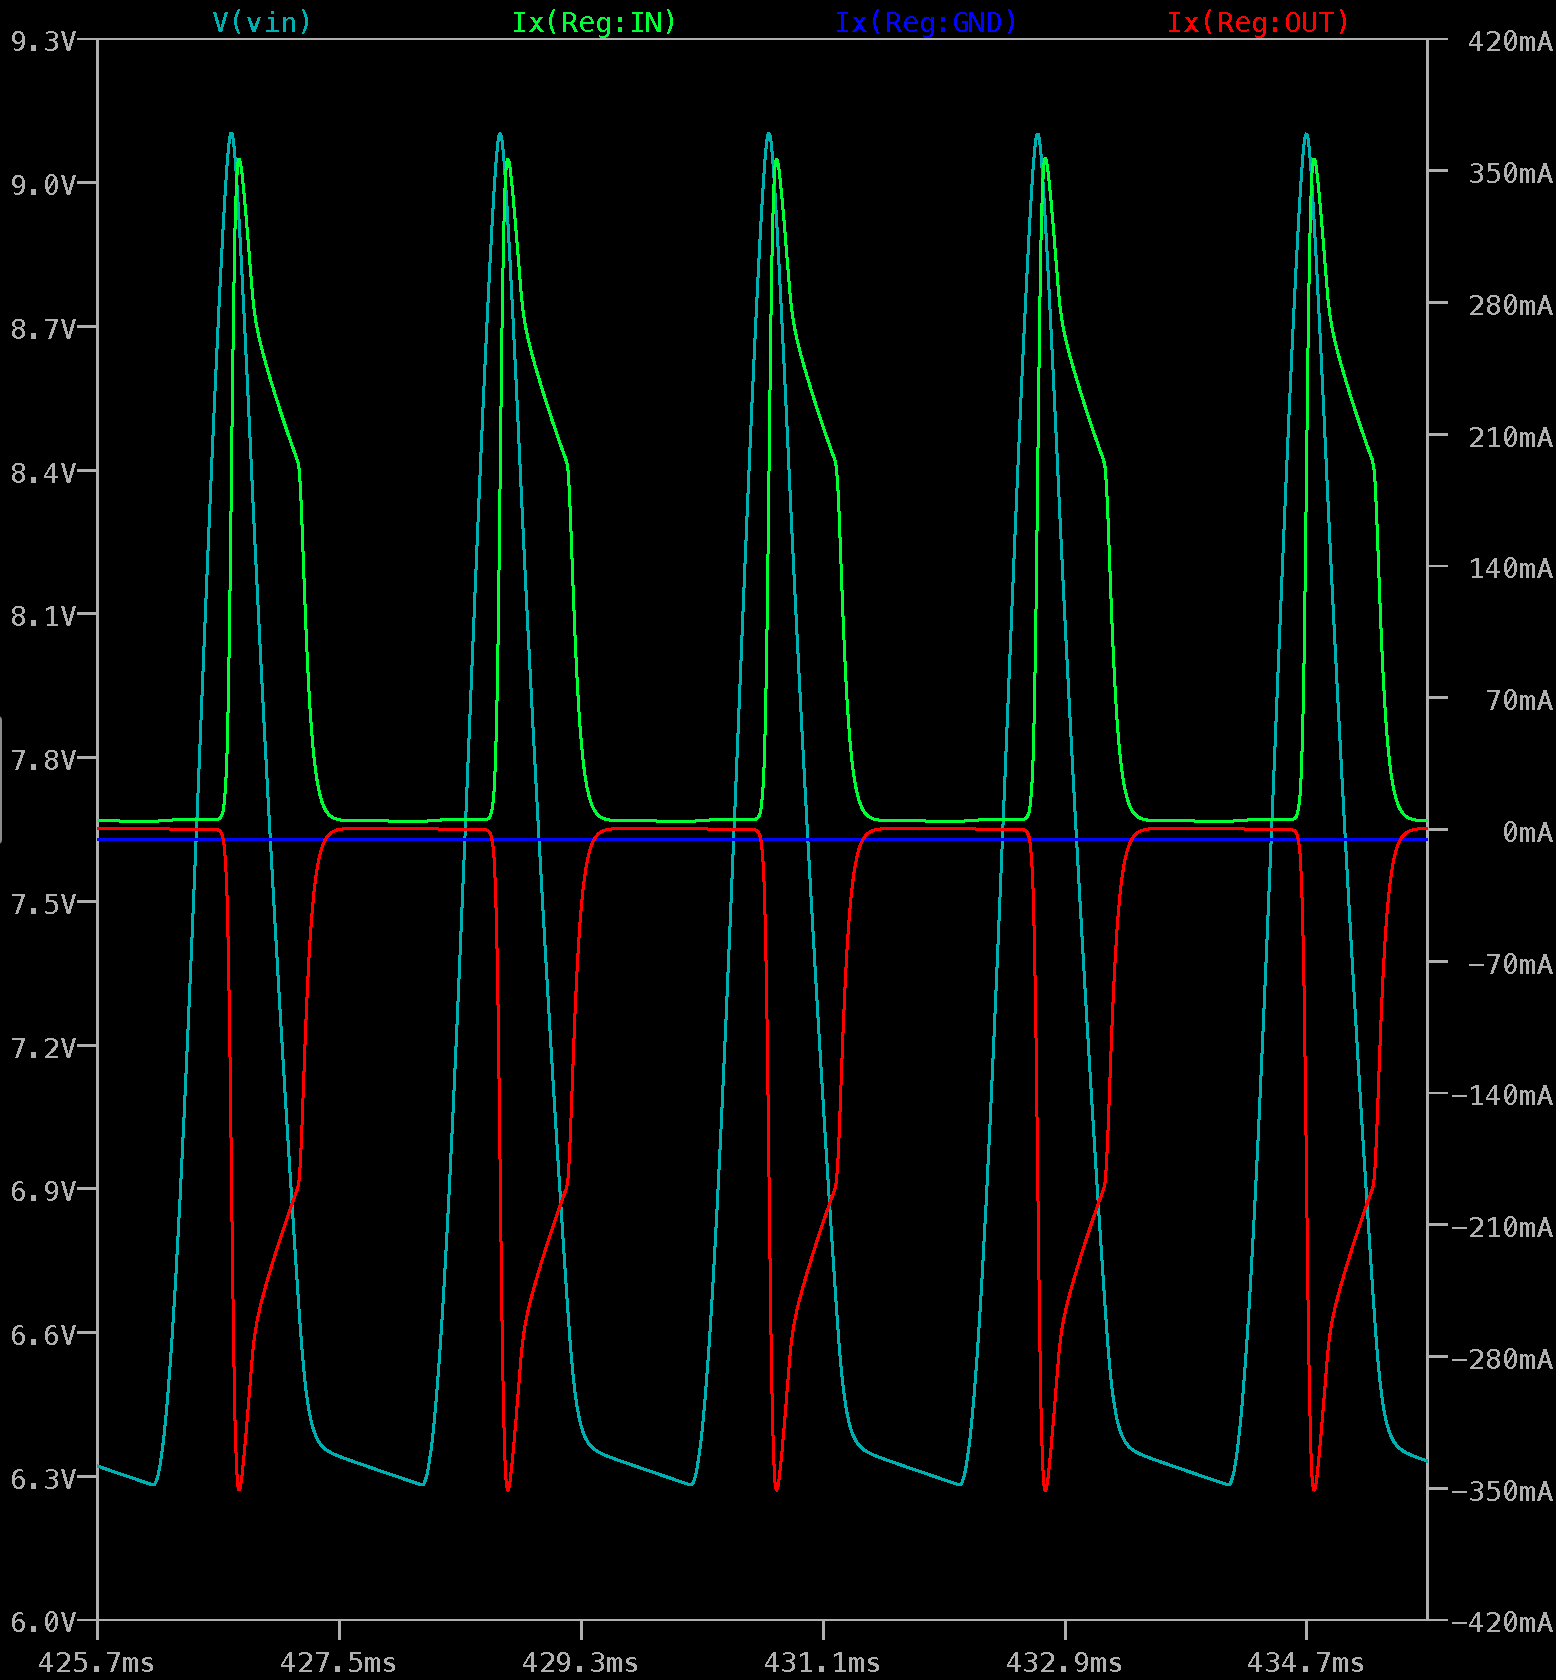 V(vin) Ix(Reg:IN) Ix(Reg:GND) Ix(Reg:OUT)
9.3V 420mA
9.0V 350mA
8.7V 280mA
8.4V 210mA
8.1V 140mA
7.8V 70mA
7.5V 0mA
7.2V -70mA
6.9V -140mA
6.6V -210mA
6.3V -280mA
6.0V -350mA
-420mA
425.7ms 427.5ms 429.3ms 431.1ms 432.9ms 434.7ms